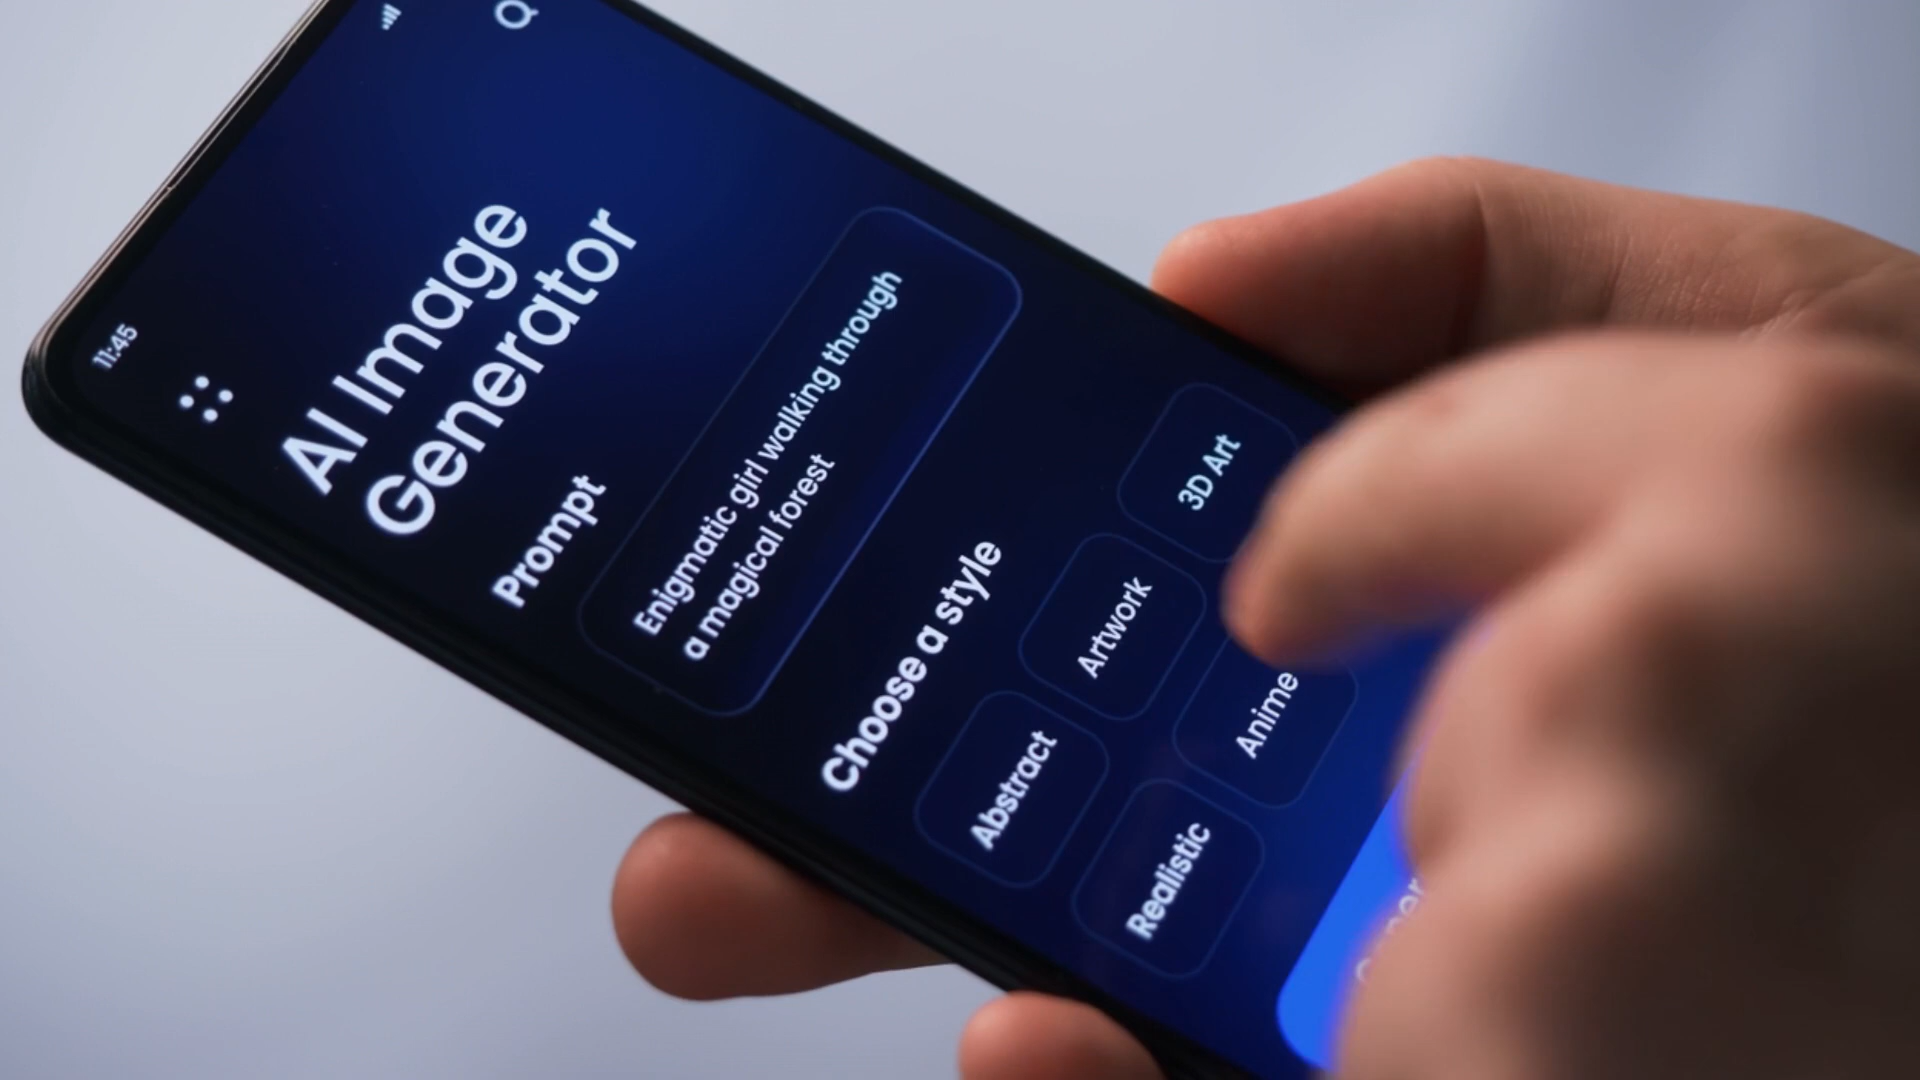 11:45
AI Image
Generator
Prompt
Enigmatic girl walking through
a magical forest
Choose a style
Abstract
Artwork
3D Art
Realistic
Anime